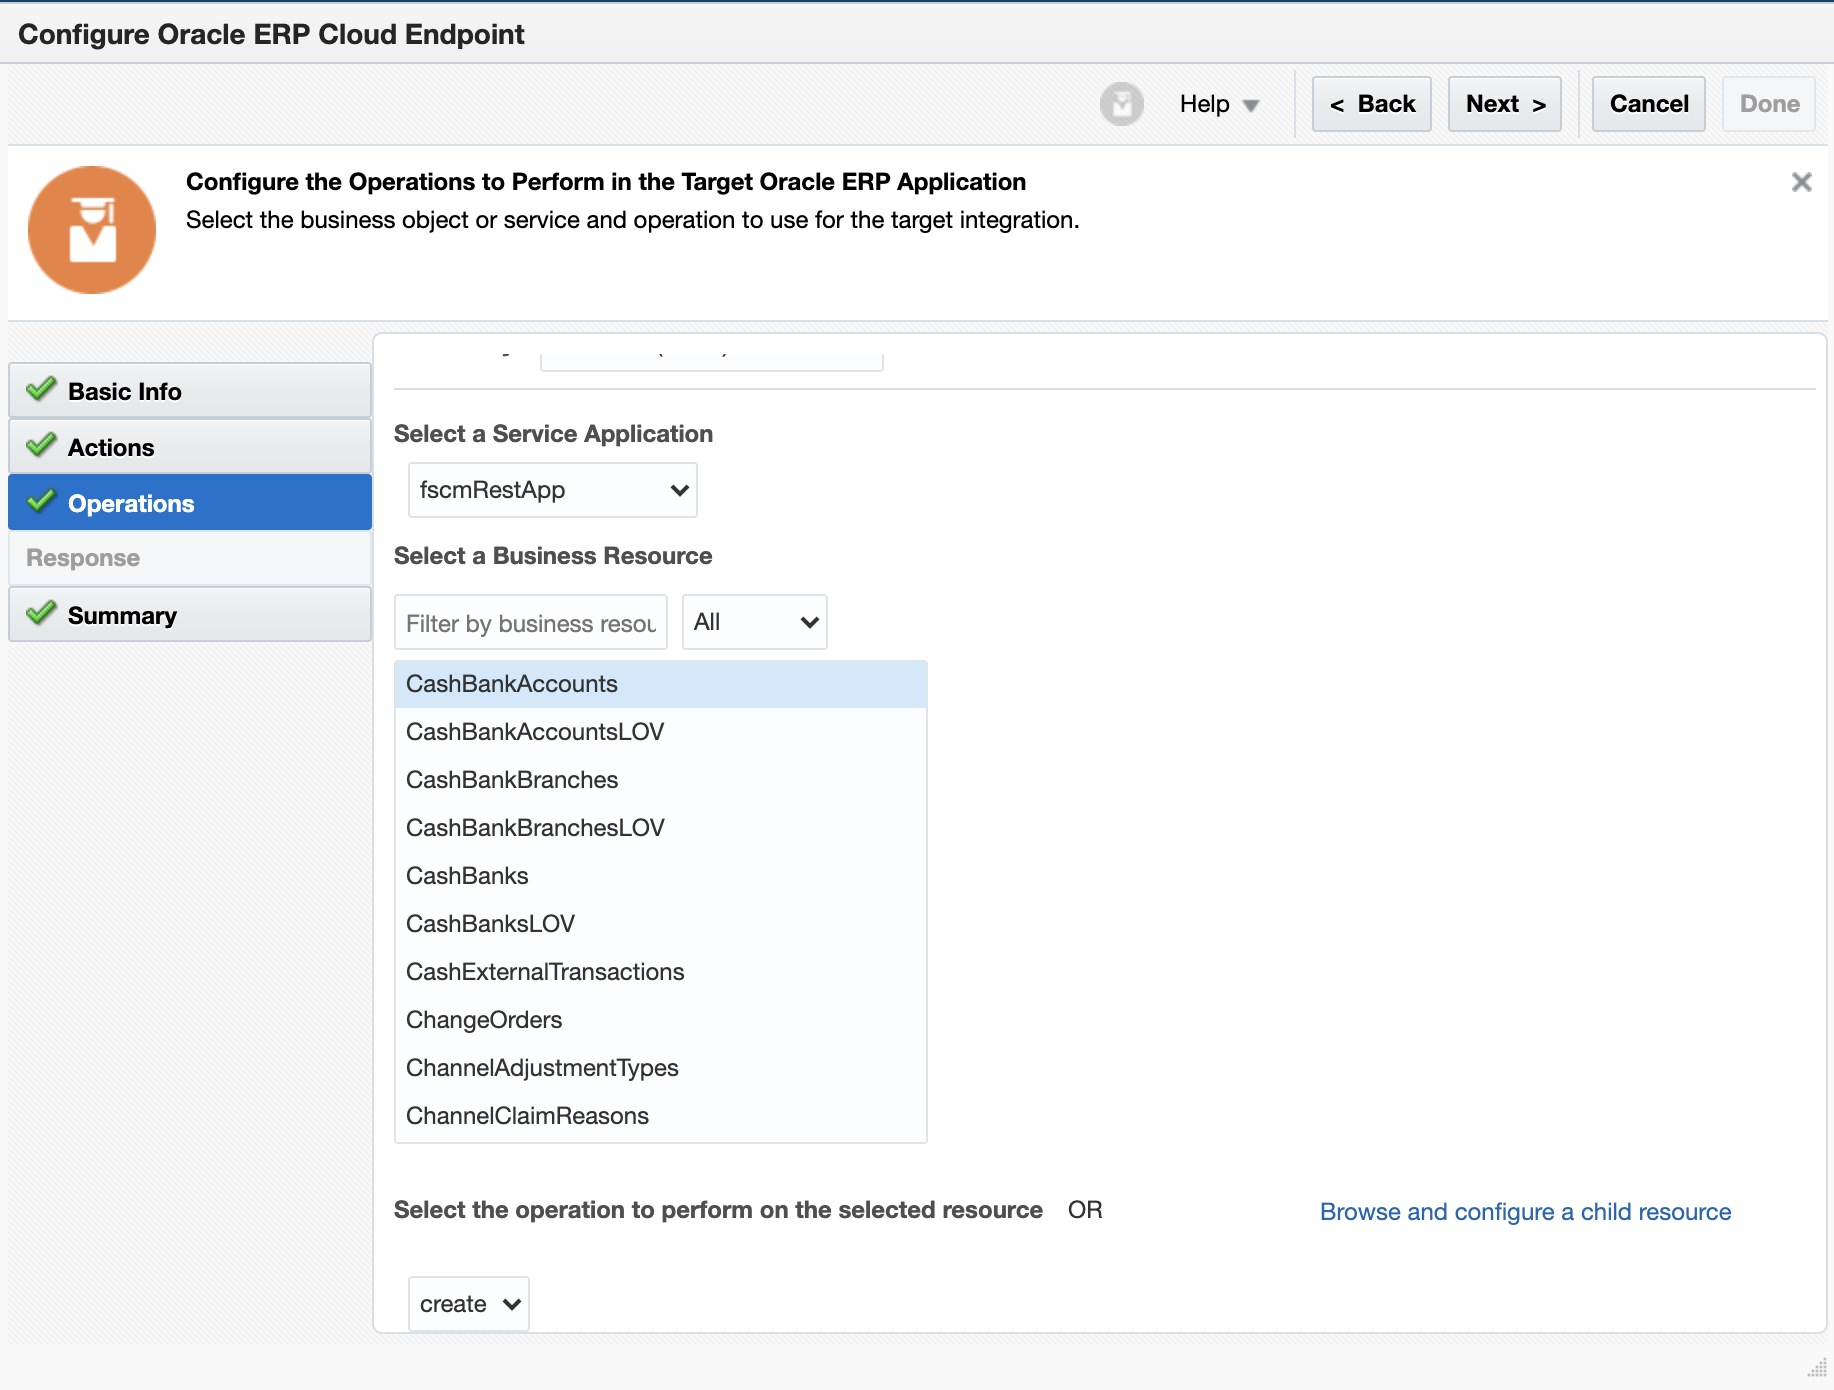 Configure Oracle ERP Cloud Endpoint
Help
< Back
Next >
Cancel
Done
Configure the Operations to Perform in the Target Oracle ERP Application
Select the business object or service and operation to use for the target integration.
Basic Info
Actions
Operations
Response
Summary
Select a Service Application
fscmRestApp
Select a Business Resource
Filter by business resou
All
CashBankAccounts
CashBankAccountsLOV
CashBankBranches
CashBankBranchesLOV
CashBanks
CashBanksLOV
CashExternalTransactions
ChangeOrders
ChannelAdjustmentTypes
ChannelClaimReasons
Select the operation to perform on the selected resource OR
Browse and configure a child resource
create